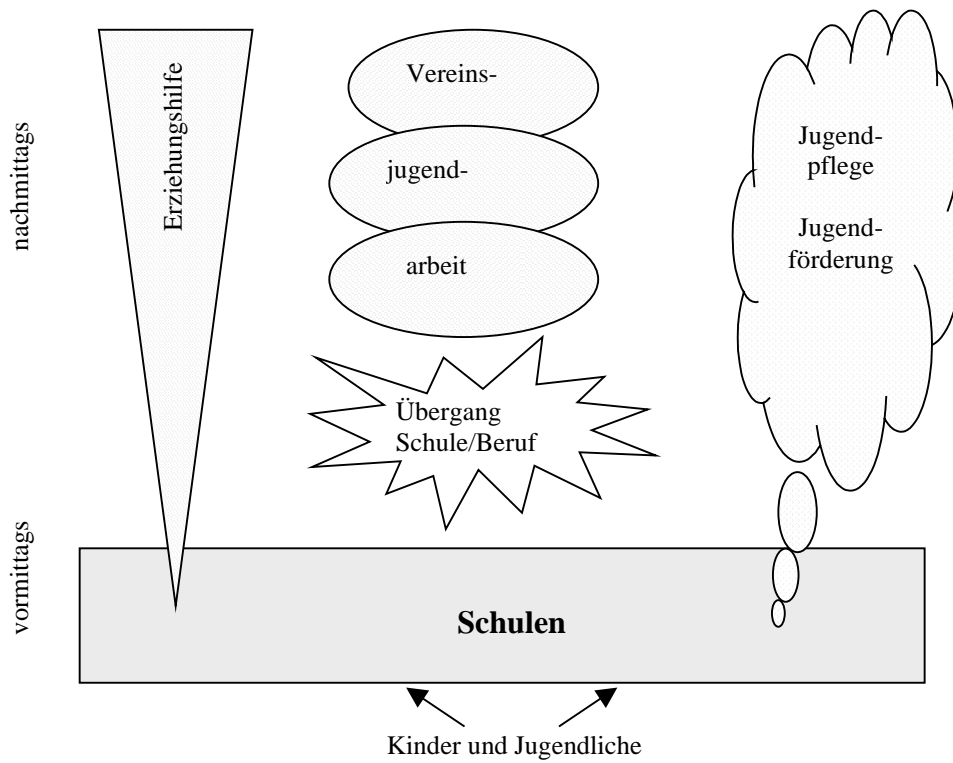 nachmittags
Erziehungshilfe
Vereins-
jugend-
arbeit
Jugend-
pflege
Jugend-
förderung
Übergang
Schule/Beruf
vormittags
Schulen
Kinder und Jugendliche